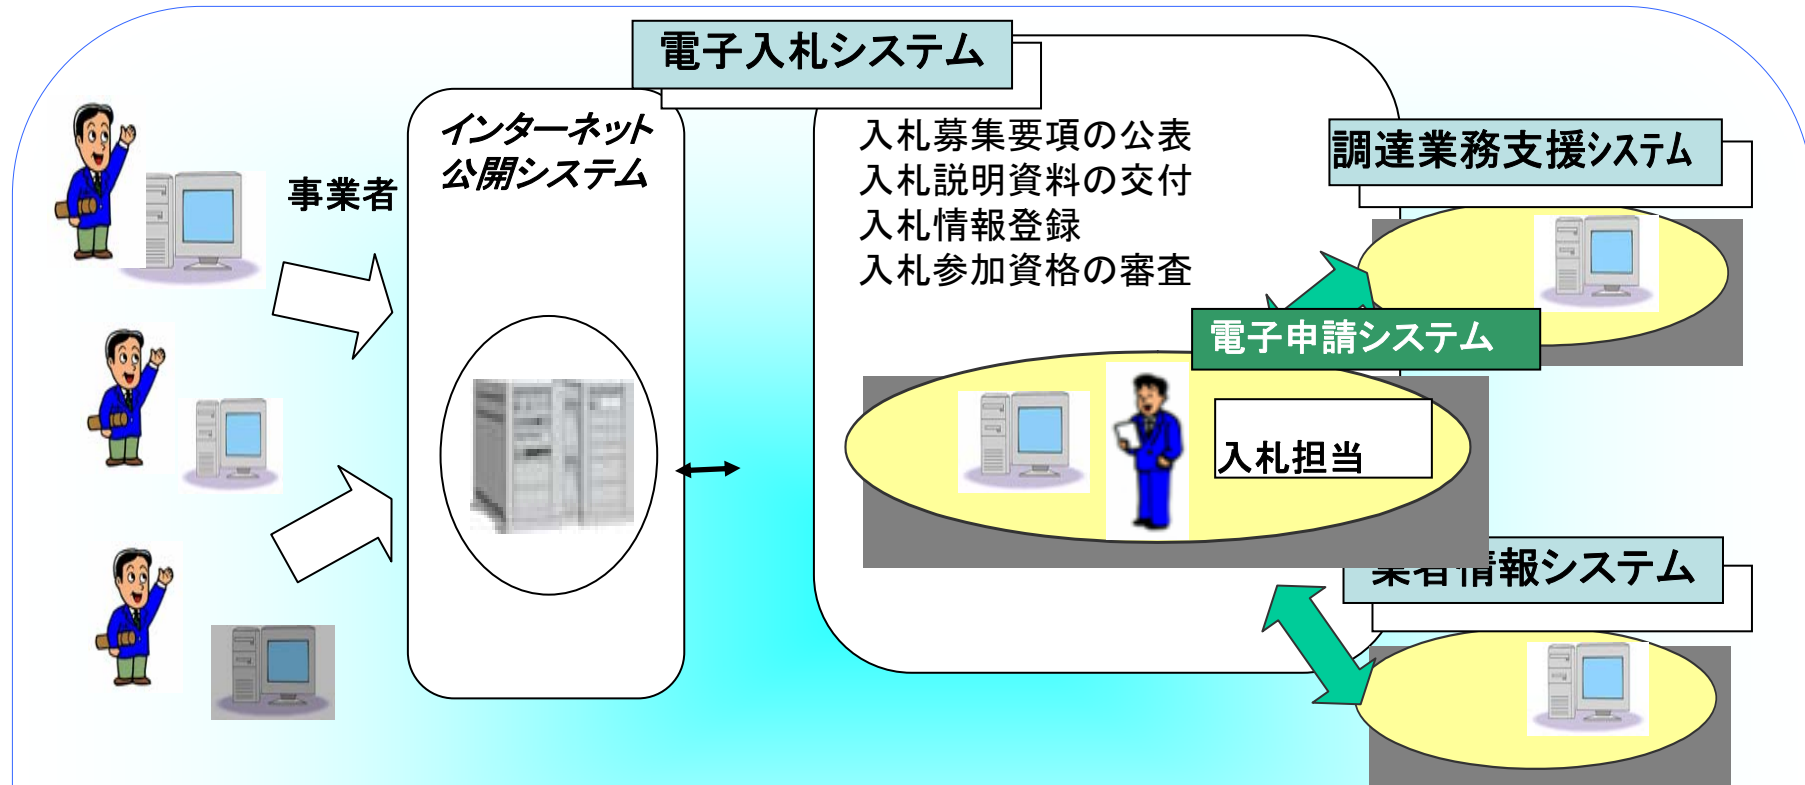 電子入札システム
事業者
インターネット
公開システム
入札募集要項の公表
入札説明資料の交付
入札情報登録
入札参加資格の審査
調達業務支援システム
電子申請システム
入札担当
業者情報システム